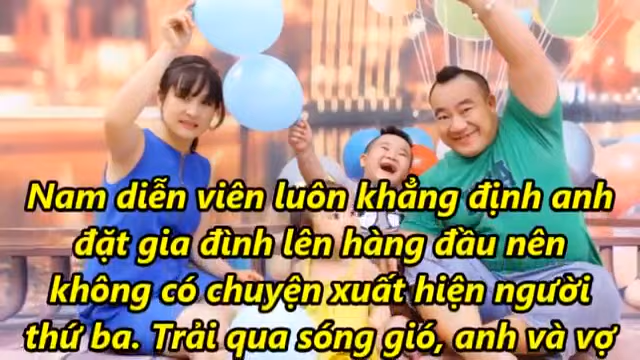 Nam diễn viên luôn khẳng định anh
đặt gia đình lên hàng đầu nên
không có chuyện xuất hiện người
thứ ba. Trải qua sóng gió, anh và vợ